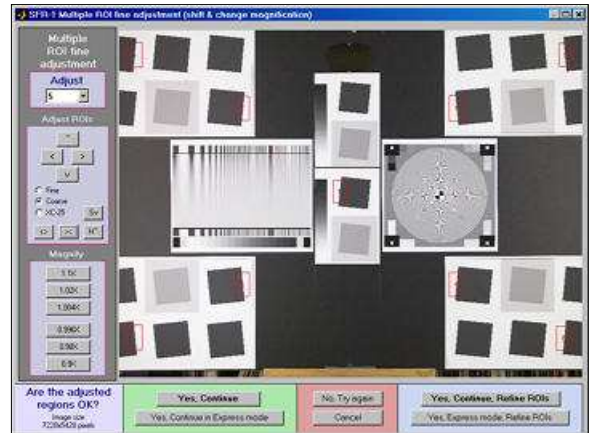 SFR-? Multiple ROI fine adjustment (shift & change magnification)
Multiple
ROI fine
adjustment
Adjust
5
Adjust ROIs
^
< >
v
Fine
Coarse
XC-25
Sv
<> ><
Magnify
1.1X
1.02X
1.004X
0.996X
0.98X
0.9X
Are the adjusted
regions OK?
Image size
7228x5428 pixels
Yes, Continue
Yes, Continue in Express mode
No. Try again
Cancel
Yes, Continue, Refine ROIs
Yes, Express mode, Refine ROIs